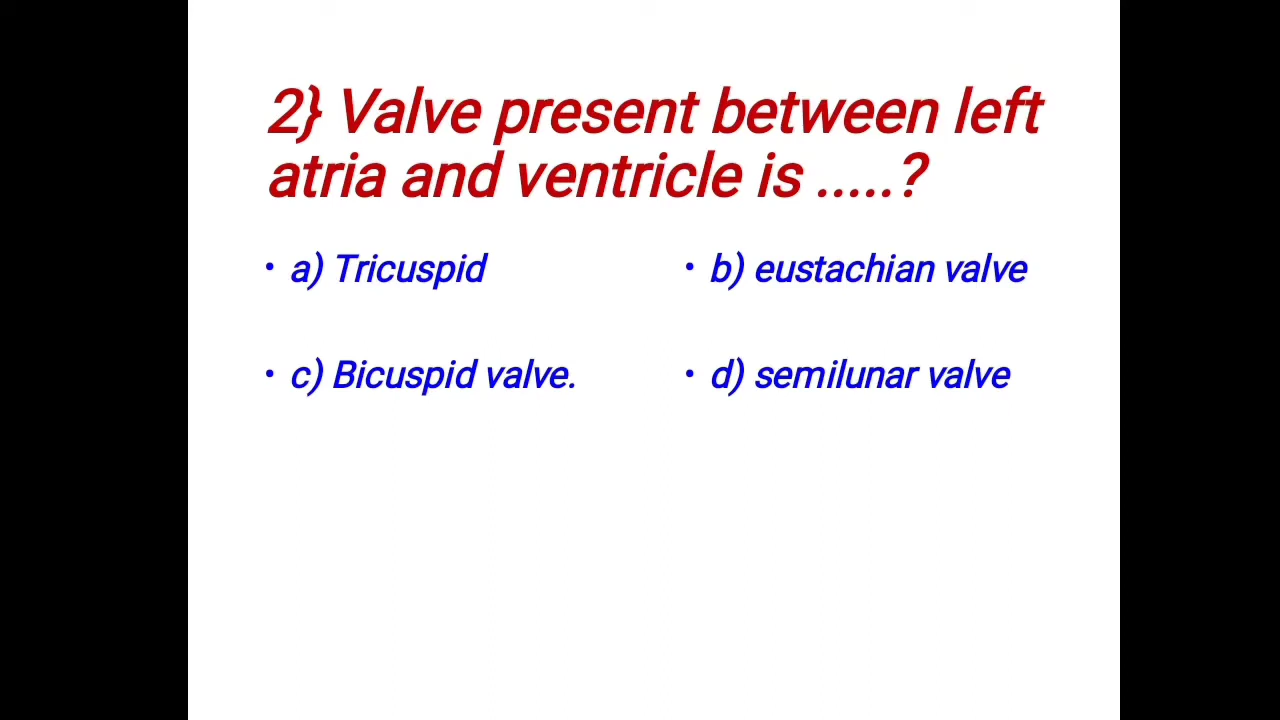 2} Valve present between left
atria and ventricle is .....?
• a) Tricuspid
• b) eustachian valve
• c) Bicuspid valve.
• d) semilunar valve